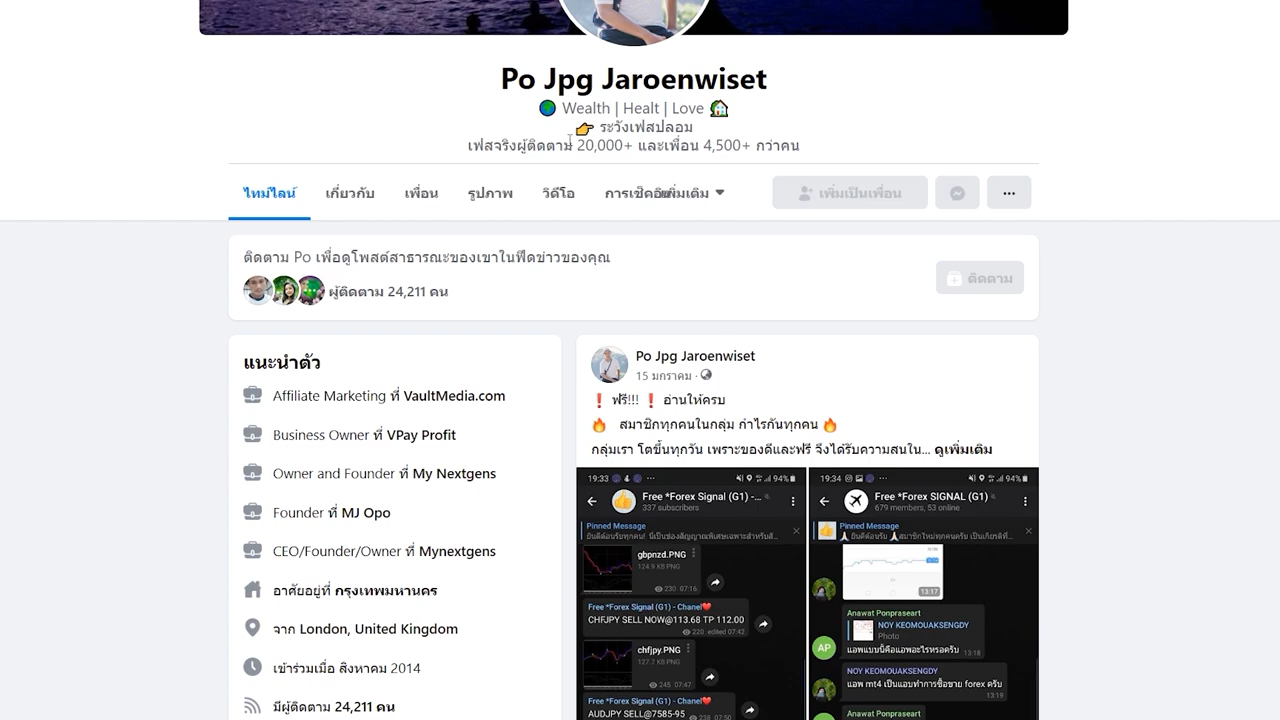 Po Jpg Jaroenwiset
Wealth | Healt | Love
ระวังเฟสปลอม
เฟสจริงผู้ติดตาม 20,000+ และเพื่อน 4,500+ กว่าคน
ไทม์ไลน์ เกี่ยวกับ เพื่อน รูปภาพ วิดีโอ เพิ่มเติม
เพิ่มเป็นเพื่อน
ติดตาม Po เพื่อดูโพสต์สาธารณะของเขาในฟีดข่าวของคุณ
ผู้ติดตาม 24,211 คน
ติดตาม
แนะนำตัว
Affiliate Marketing ที่ VaultMedia.com
Business Owner ที่ VPay Profit
Owner and Founder ที่ My Nextgens
Founder ที่ MJ Opo
CEO/Founder/Owner ที่ Mynextgens
อาศัยอยู่ที่ กรุงเทพมหานคร
จาก London, United Kingdom
เข้าร่วมเมื่อ สิงหาคม 2014
มีผู้ติดตาม 24,211 คน
Po Jpg Jaroenwiset
15 มกราคม ·
❗ ฟรี!!! ❗ อ่านให้ครบ
🔥 สมาชิกทุกคนในกลุ่ม กำไรกันทุกคน 🔥
กลุ่มเรา โตขึ้นทุกวัน เพราะของดีและฟรี จึงได้รับความสนใน... ดูเพิ่มเติม
19:33 94%
Free *Forex Signal (G1) -...
337 subscribers
Pinned Message
gbpnzd.PNG
124.9 KB PNG
230 07:16
Free *Forex Signal (G1) - Chanel❤
CHFJPY SELL NOW@113.68 TP 112.00
220 edited 07:42
chfjpy.PNG
127.2 KB PNG
245 07:47
Free *Forex Signal (G1) - Chanel❤
AUDJPY SELL@7585-95
238 07:50
19:34 94%
Free *Forex SIGNAL (G1)
679 members, 53 online
Pinned Message
13:17
Anawat Ponpraseart
NOY KEOMOUAKSENGDY
Photo
แอพแบบนี้คือแอพอะไรหรอครับ 13:18
AP
NOY KEOMOUAKSENGDY
แอพ mt4 เป็นแอบทำการซื้อขาย forex ครับ
13:19
Anawat Ponpraseart